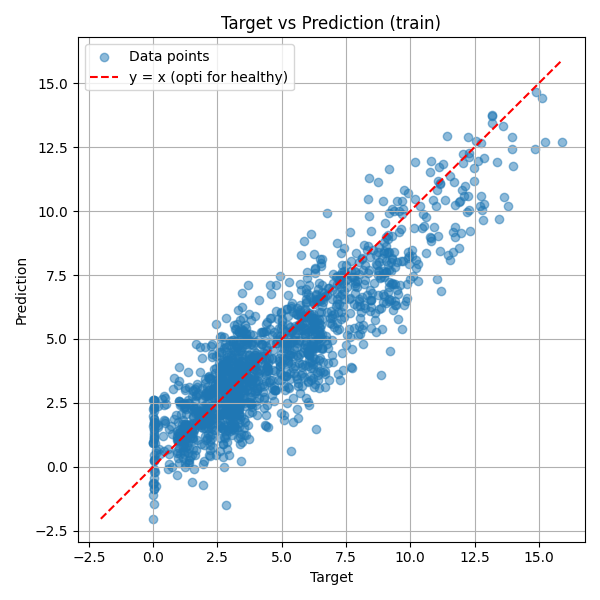 Target vs Prediction (train)
Data points
y = x (opti for healthy)
15.0
12.5
10.0
7.5
5.0
2.5
0.0
−2.5
Prediction
−2.5 0.0 2.5 5.0 7.5 10.0 12.5 15.0
Target